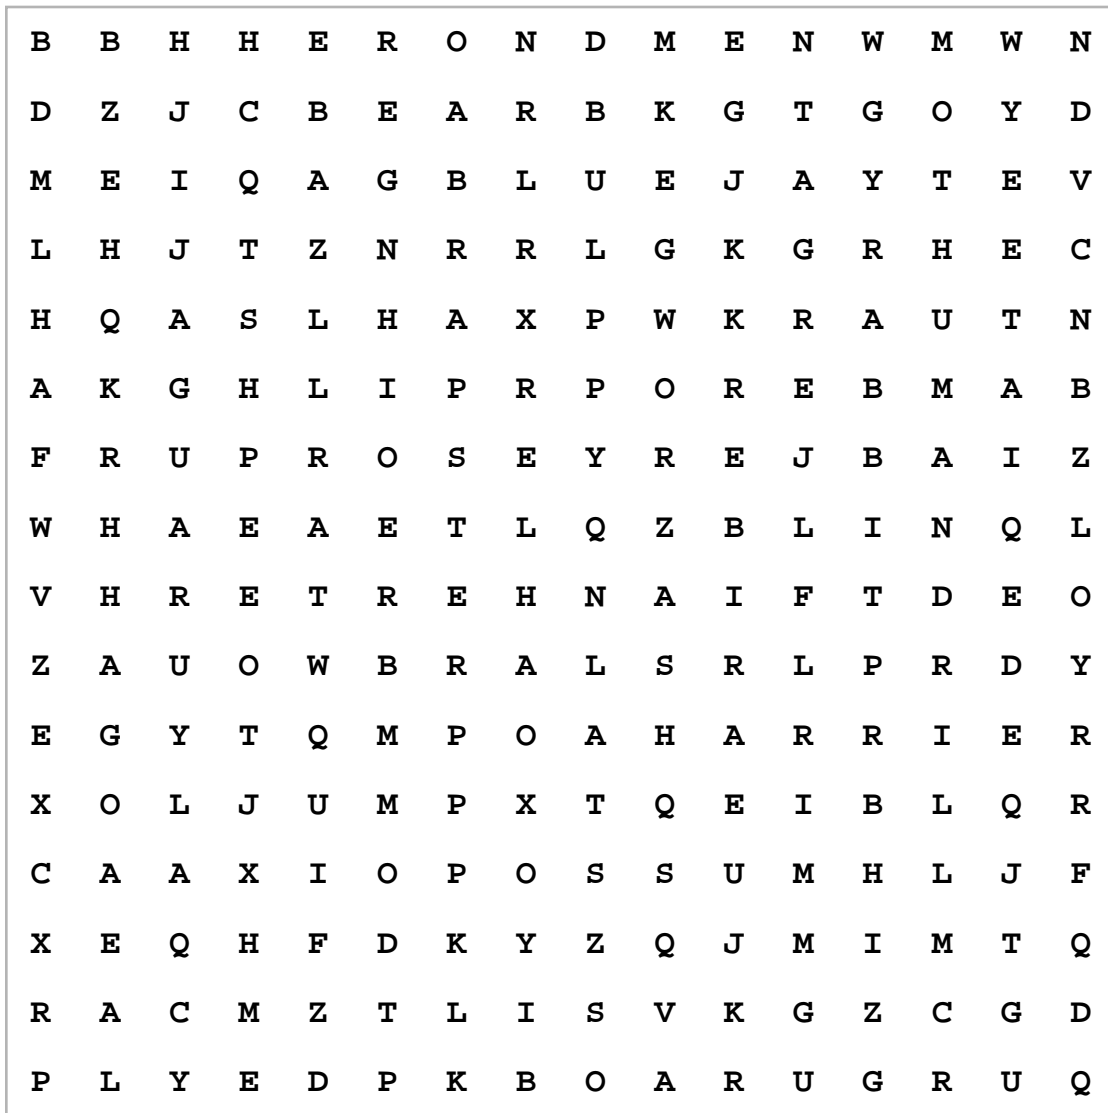 B B H H E R O N D M E N W M W N
D Z J C B E A R B K G T G O Y D
M E I Q A G B L U E J A Y T E V
L H J T Z N R R L G K G R H E C
H Q A S L H A X P W K R A U T N
A K G H L I P R P O R E B M A B
F R U P R O S E Y R E J B A I Z
W H A E A E T L Q Z B L I N Q L
V H R E T R E H N A I F T D E O
Z A U O W B R A L S R L P R D Y
E G Y T Q M P O A H A R R I E R
X O L J U M P X T Q E I B L Q R
C A A X I O P O S S U M H L J F
X E Q H F D K Y Z Q J M I M T Q
R A C M Z T L I S V K G Z C G D
P L Y E D P K B O A R U G R U Q